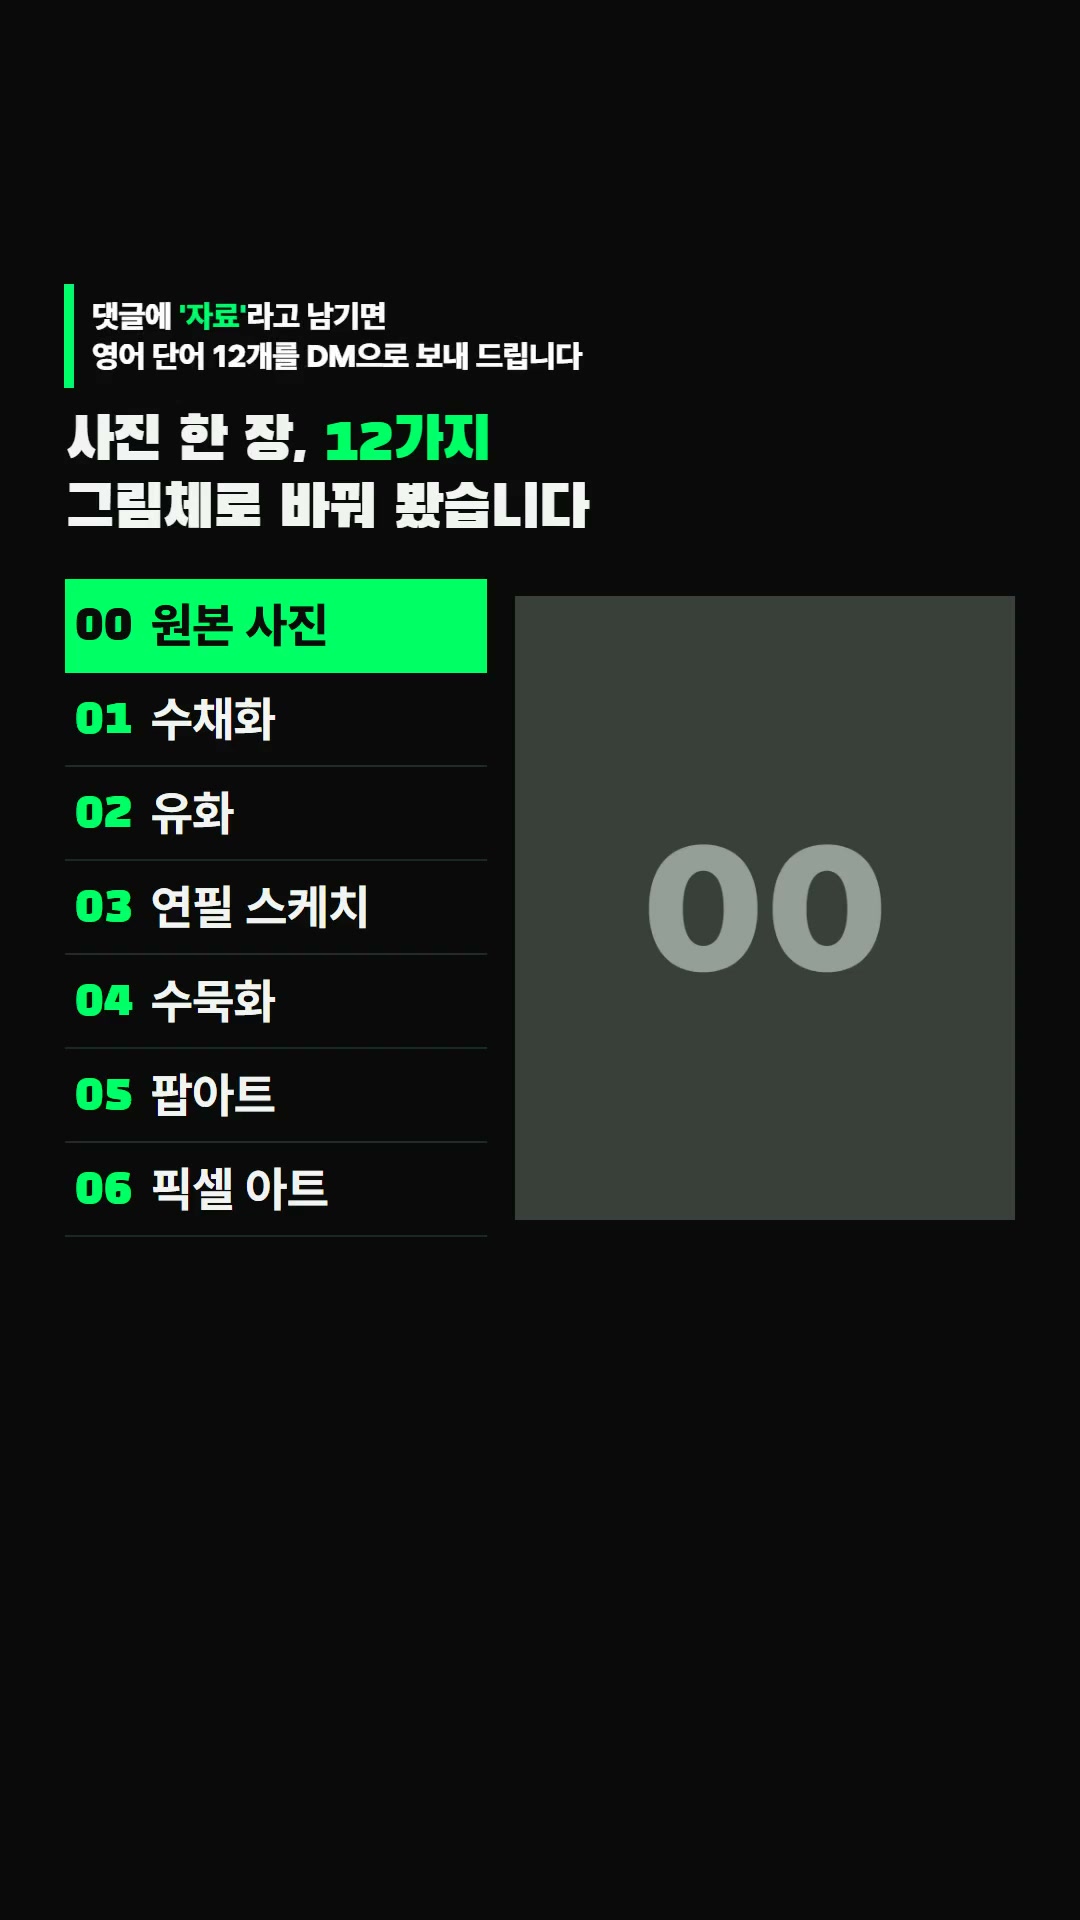 댓글에 '자료'라고 남기면
영어 단어 12개를 DM으로 보내 드립니다
사진 한 장, 12가지
그림체로 바꿔 봤습니다
00 원본 사진
01 수채화
02 유화
03 연필 스케치
04 수묵화
05 팝아트
06 픽셀 아트
00